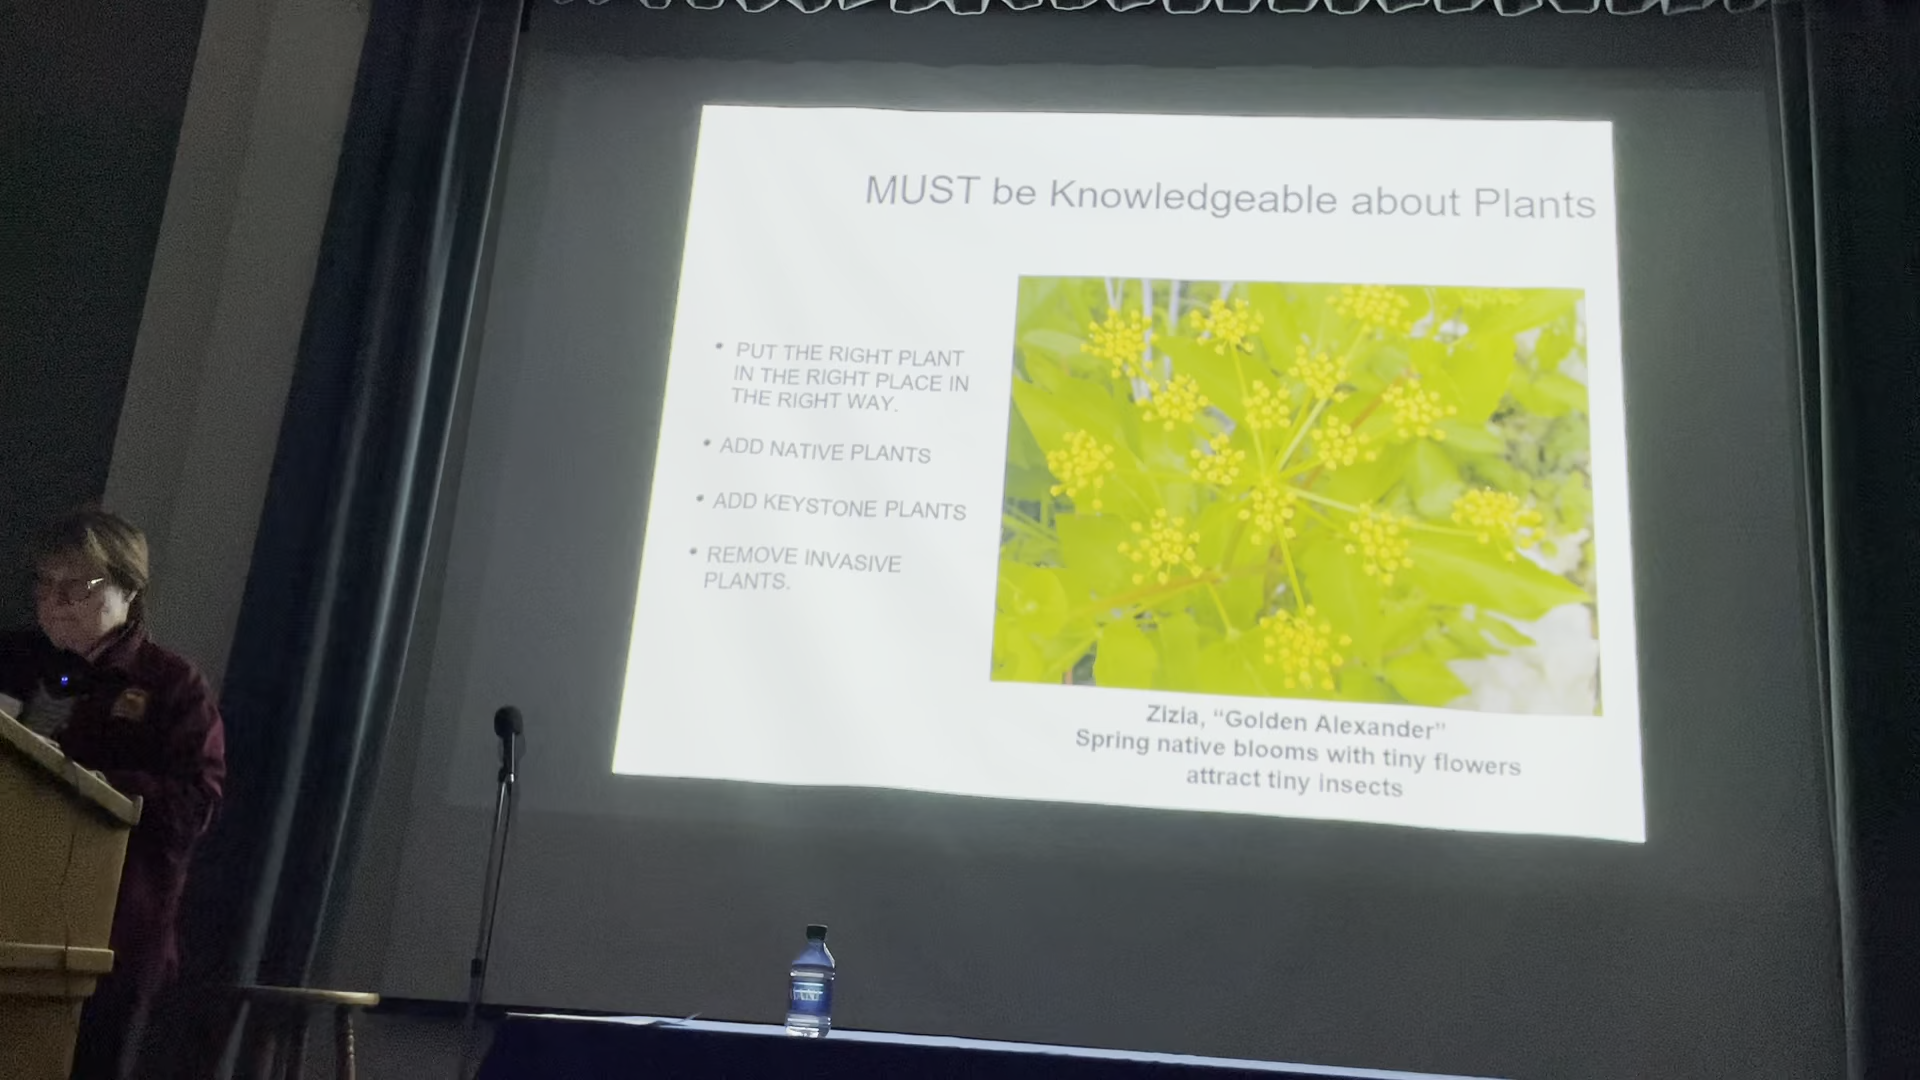 MUST be Knowledgeable about Plants
• PUT THE RIGHT PLANT
IN THE RIGHT PLACE IN
THE RIGHT WAY.
• ADD NATIVE PLANTS
• ADD KEYSTONE PLANTS
• REMOVE INVASIVE
PLANTS.
Zizia, “Golden Alexander”
Spring native blooms with tiny flowers
attract tiny insects